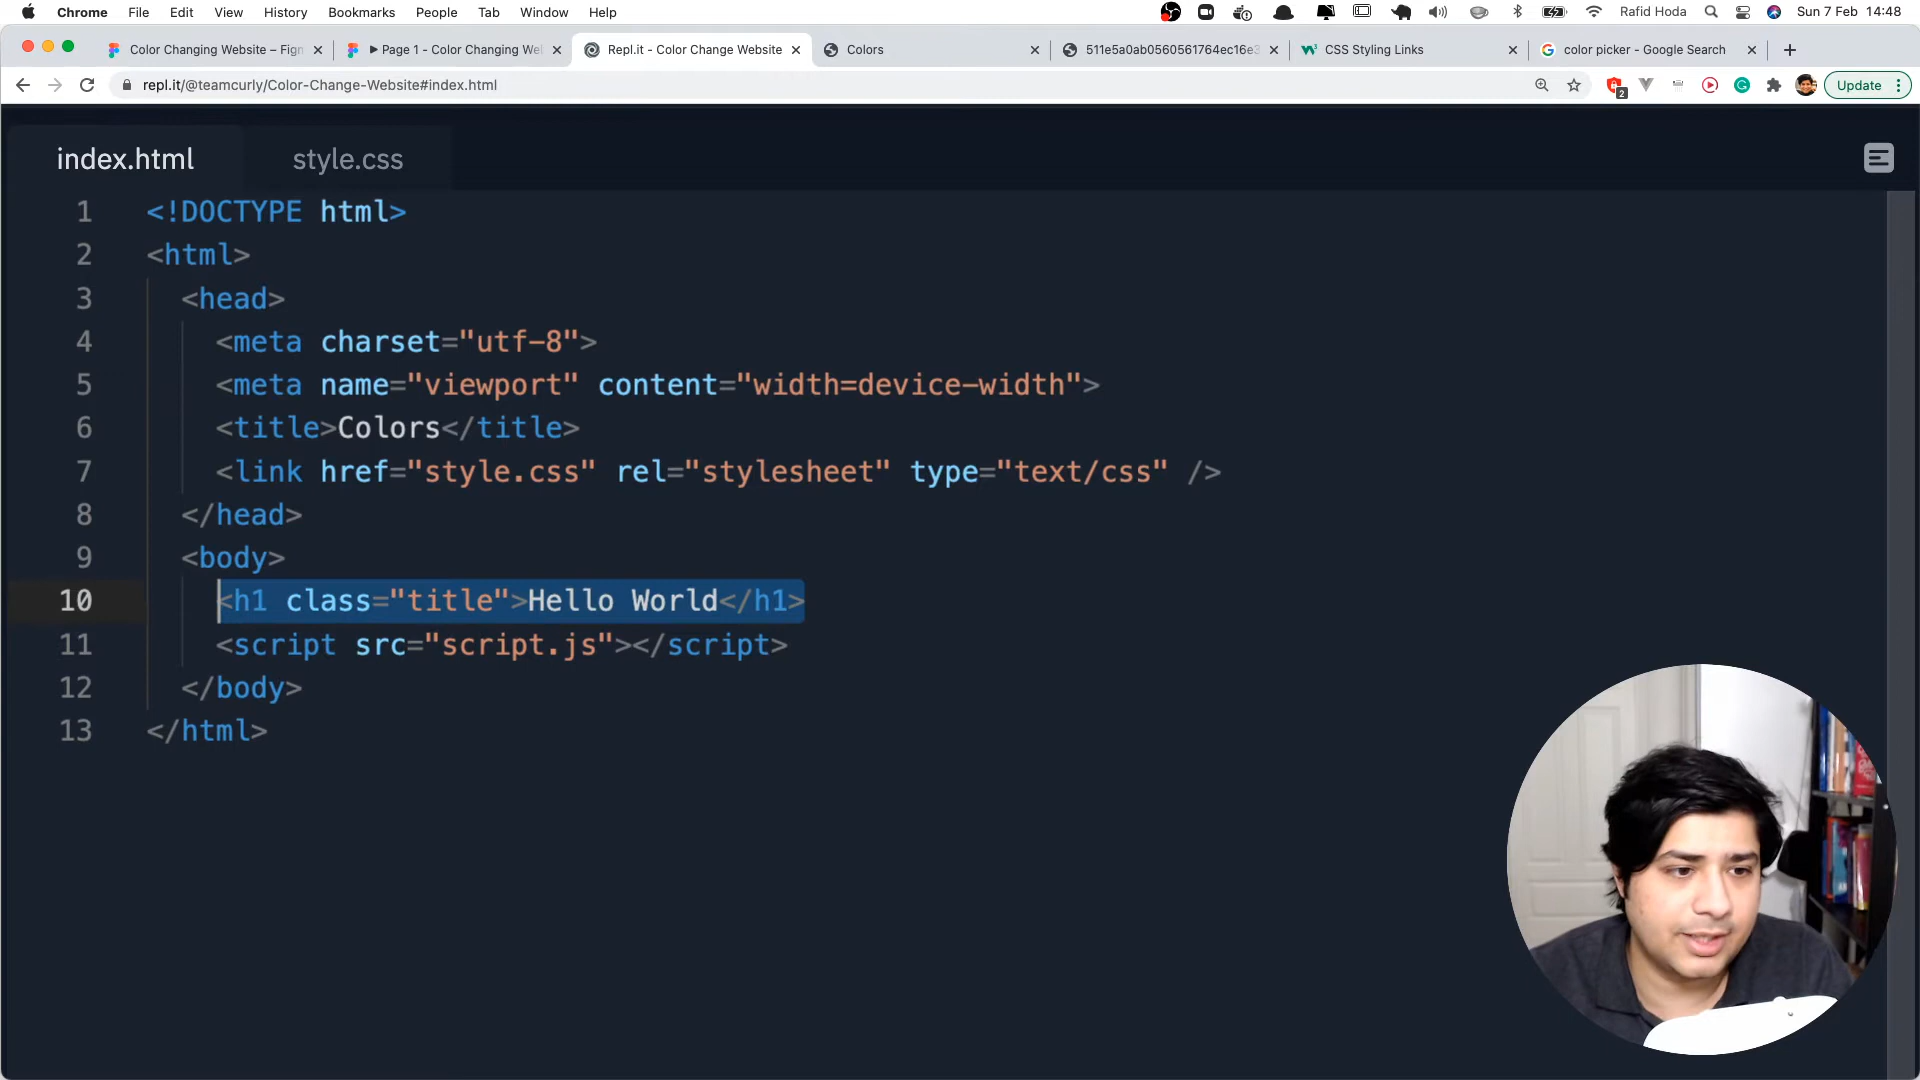 Chrome File Edit View History Bookmarks People Tab Window Help Rafid Hoda Sun 7 Feb 14:48
Color Changing Website – Figm Page 1 - Color Changing Web Repl.it - Color Change Website Colors 511e5a0ab0560561764ec16e3 CSS Styling Links color picker - Google Search
repl.it/@teamcurly/Color-Change-Website#index.html 2 Update
index.html style.css
1 <!DOCTYPE html>
2 <html>
3 <head>
4 <meta charset="utf-8">
5 <meta name="viewport" content="width=device-width">
6 <title>Colors</title>
7 <link href="style.css" rel="stylesheet" type="text/css" />
8 </head>
9 <body>
10 <h1 class="title">Hello World</h1>
11 <script src="script.js"></script>
12 </body>
13 </html>